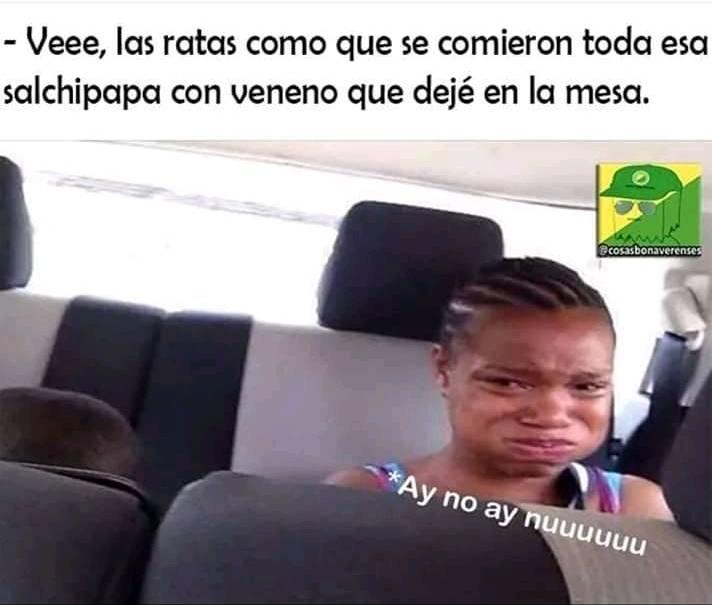 - Veee, las ratas como que se comieron toda esa
salchipapa con veneno que dejé en la mesa.
@cosasbonaverenses
*Ay no ay nuuuuuu